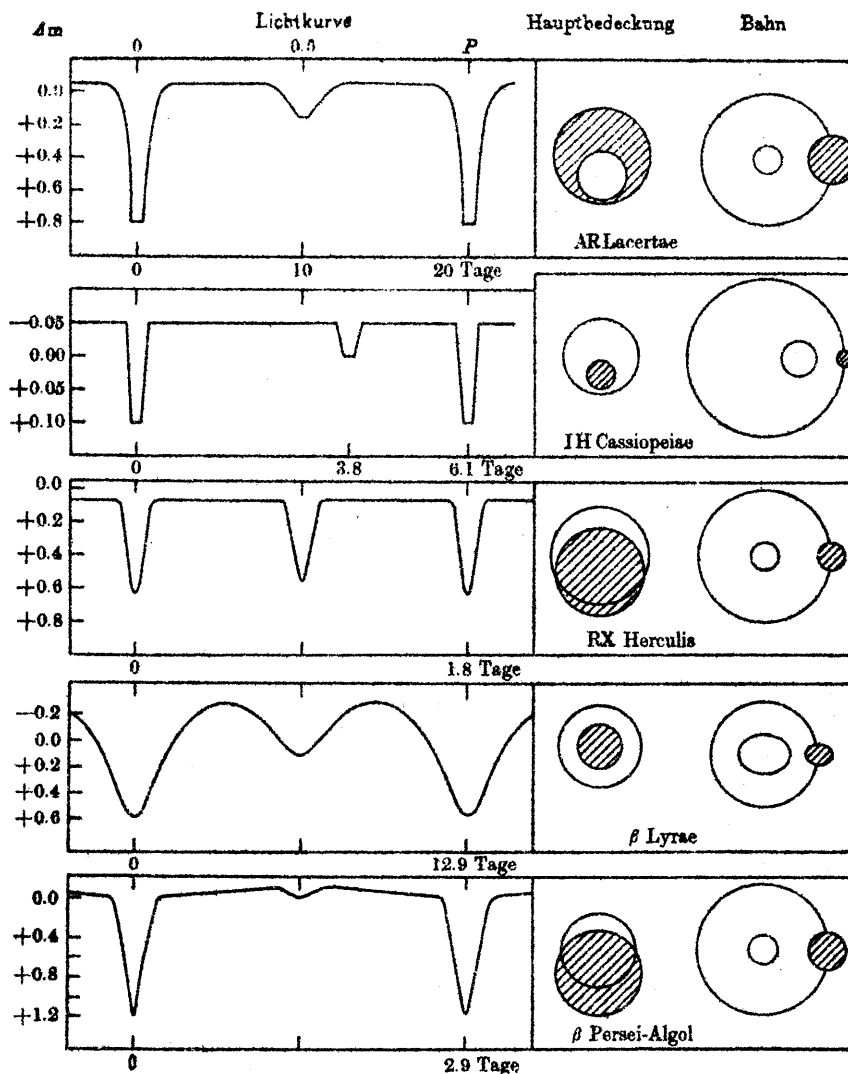 Δm Lichtkurve Hauptbedeckung Bahn
0 0.5 P
0.0
+0.2
+0.4
+0.6
+0.8
AR Lacertae
0 10 20 Tage
−0.05
0.00
+0.05
+0.10
IH Cassiopeiae
0 3.8 6.1 Tage
0.0
+0.2
+0.4
+0.6
+0.8
RX Herculis
0 1.8 Tage
−0.2
0.0
+0.2
+0.4
+0.6
β Lyrae
0 12.9 Tage
0.0
+0.4
+0.8
+1.2
β Persei-Algol
0 2.9 Tage